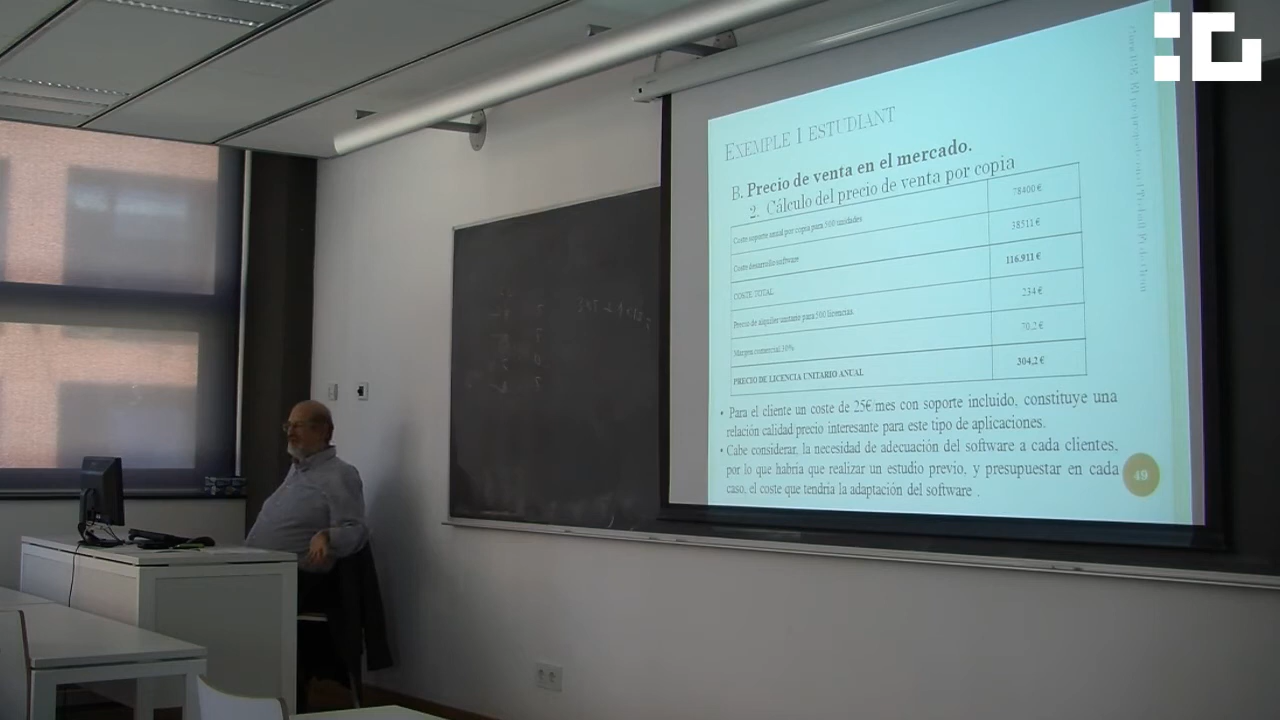 EXEMPLE 1 ESTUDIANT
B. Precio de venta en el mercado.
2. Cálculo del precio de venta por copia
Coste soporte anual por copia para 500 unidades 78400 €
Coste desarrollo software 38511 €
COSTE TOTAL 116.911 €
Precio de alquiler unitario para 500 licencias 234 €
Margen comercial 30% 70,2 €
PRECIO DE LICENCIA UNITARIO ANUAL 304,2 €
• Para el cliente un coste de 25€/mes con soporte incluido, constituye una
relación calidad precio interesante para este tipo de aplicaciones.
• Cabe considerar, la necesidad de adecuación del software a cada clientes,
por lo que habria que realizar un estudio previo, y presupuestar en cada
caso, el coste que tendria la adaptación del software .
49